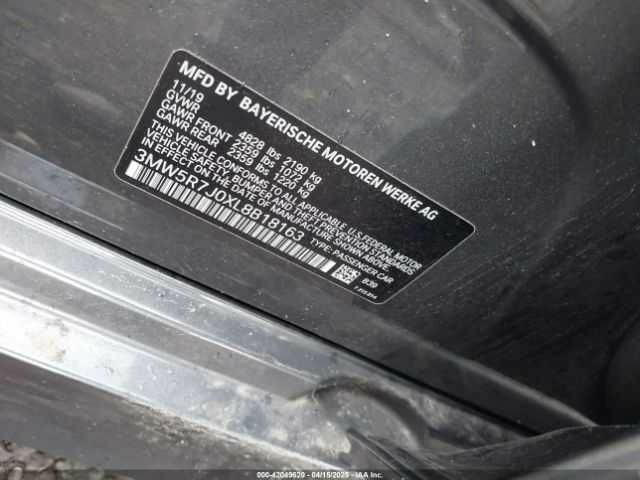 MFD BY BAYERISCHE MOTOREN WERKE AG
11/19
GVWR 4828 lbs 2190 kg
GAWR FRONT 2359 lbs 1072 kg
GAWR REAR 2359 lbs 1220 kg
THIS VEHICLE CONFORMS TO ALL APPLICABLE U.S. FEDERAL MOTOR
VEHICLE SAFETY, BUMPER, AND THEFT PREVENTION STANDARDS
IN EFFECT ON THE DATE OF MANUFACTURE SHOWN ABOVE.
3MW5R7J0XL8B18163 TYPE: PASSENGER CAR
B39
000-42049620 - 04/15/2025 - IAA Inc.